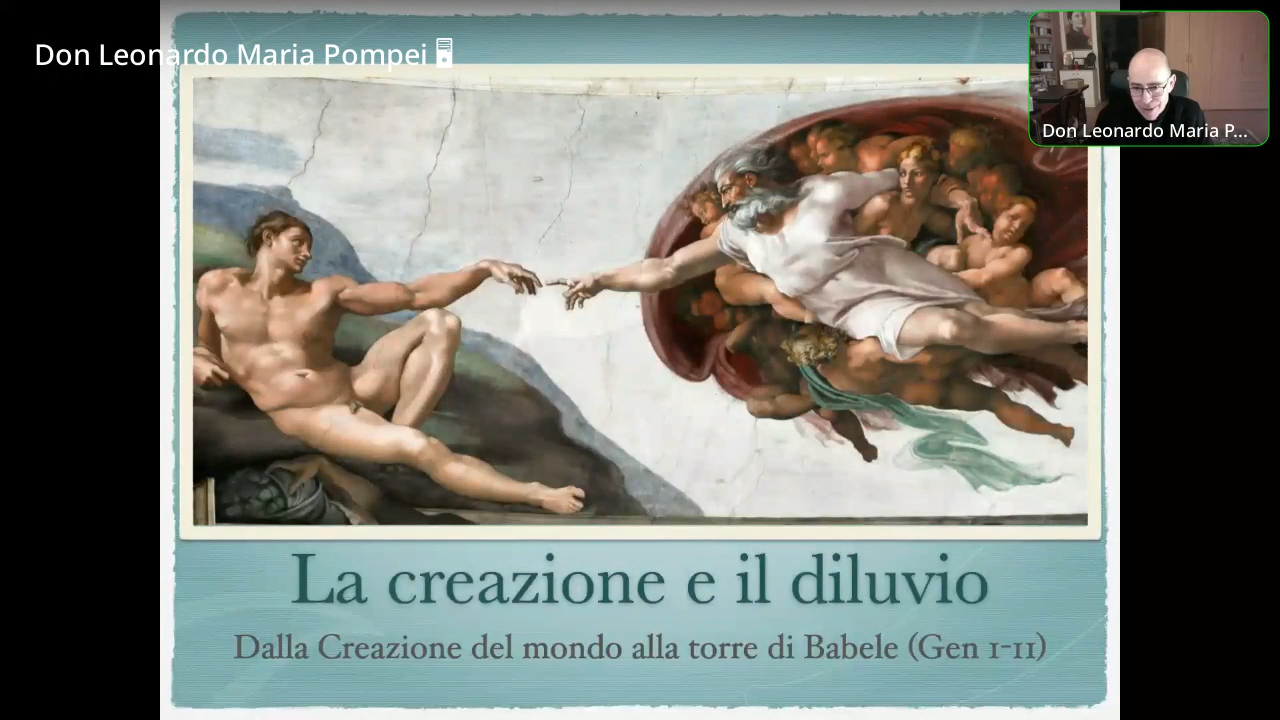 Don Leonardo Maria Pompei
Don Leonardo Maria P...
La creazione e il diluvio
Dalla Creazione del mondo alla torre di Babele (Gen 1-11)